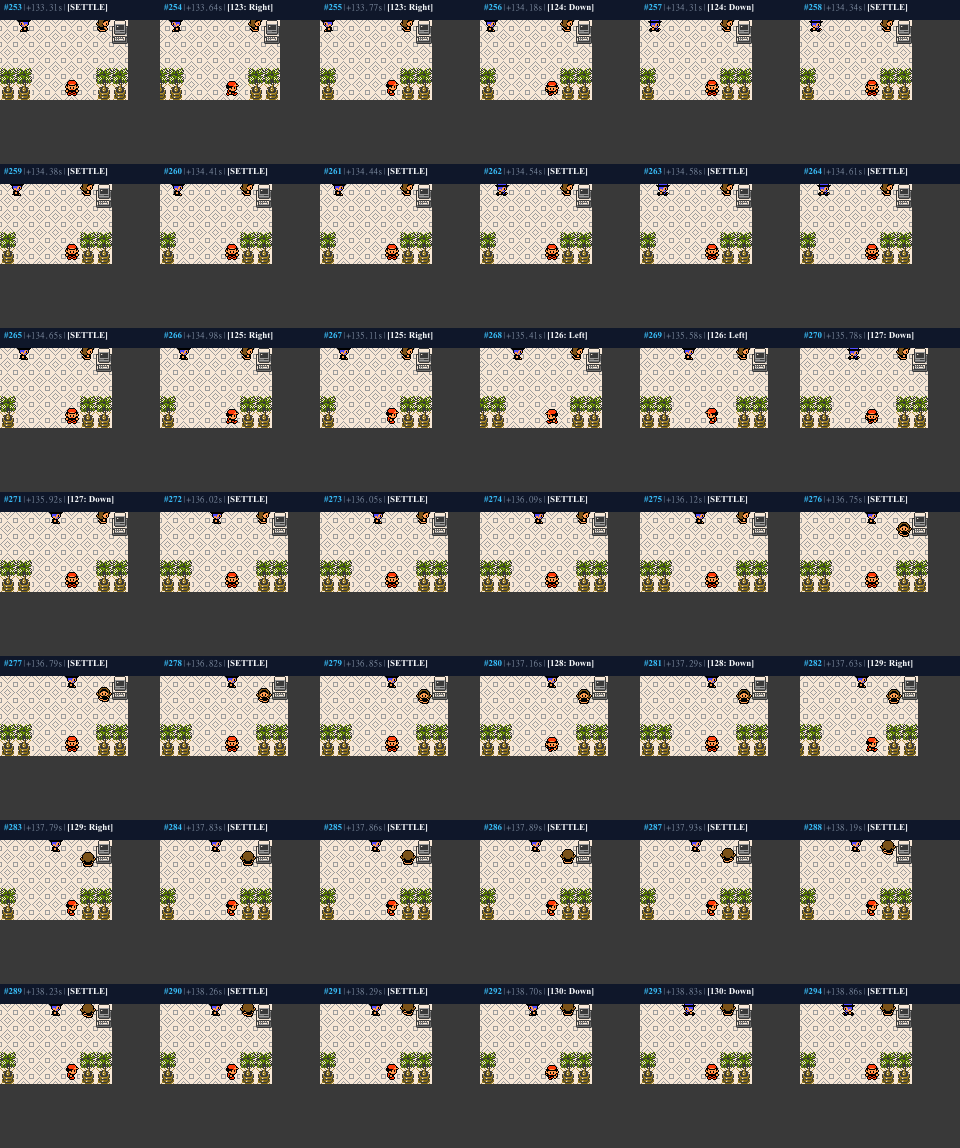 #253|+133.31s|[SETTLE]
#254|+133.64s|[123: Right]
#255|+133.77s|[123: Right]
#256|+134.18s|[124: Down]
#257|+134.31s|[124: Down]
#258|+134.34s|[SETTLE]
#259|+134.38s|[SETTLE]
#260|+134.41s|[SETTLE]
#261|+134.44s|[SETTLE]
#262|+134.54s|[SETTLE]
#263|+134.58s|[SETTLE]
#264|+134.61s|[SETTLE]
#265|+134.65s|[SETTLE]
#266|+134.98s|[125: Right]
#267|+135.11s|[125: Right]
#268|+135.41s|[126: Left]
#269|+135.58s|[126: Left]
#270|+135.78s|[127: Down]
#271|+135.92s|[127: Down]
#272|+136.02s|[SETTLE]
#273|+136.05s|[SETTLE]
#274|+136.09s|[SETTLE]
#275|+136.12s|[SETTLE]
#276|+136.75s|[SETTLE]
#277|+136.79s|[SETTLE]
#278|+136.82s|[SETTLE]
#279|+136.85s|[SETTLE]
#280|+137.16s|[128: Down]
#281|+137.29s|[128: Down]
#282|+137.63s|[129: Right]
#283|+137.79s|[129: Right]
#284|+137.83s|[SETTLE]
#285|+137.86s|[SETTLE]
#286|+137.89s|[SETTLE]
#287|+137.93s|[SETTLE]
#288|+138.19s|[SETTLE]
#289|+138.23s|[SETTLE]
#290|+138.26s|[SETTLE]
#291|+138.29s|[SETTLE]
#292|+138.70s|[130: Down]
#293|+138.83s|[130: Down]
#294|+138.86s|[SETTLE]